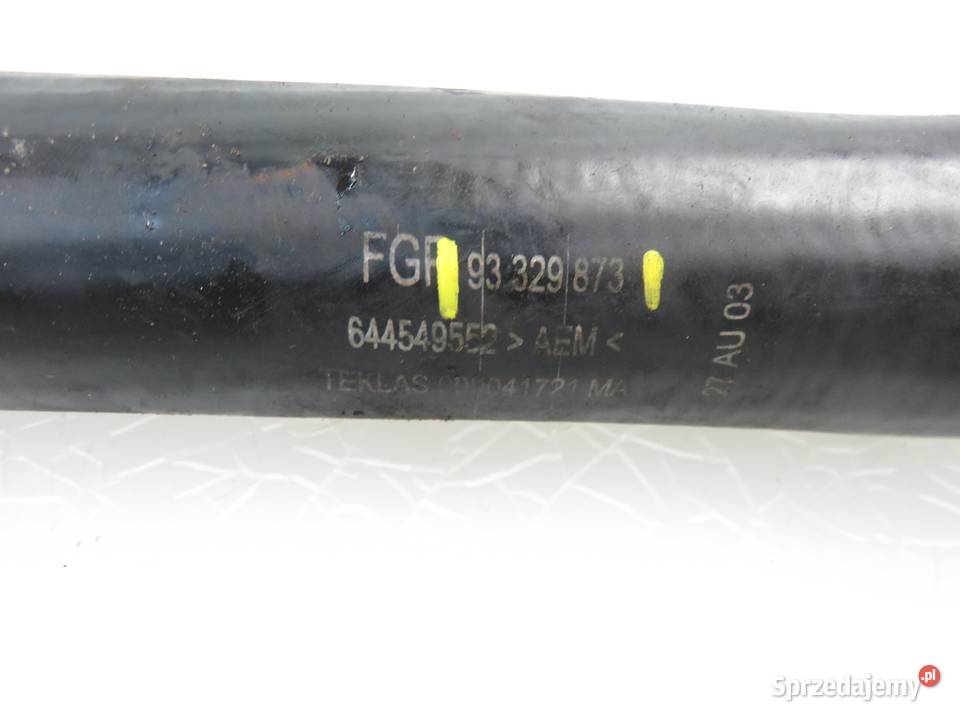 FGP 93 329 873
644549552 > AEM <
TEKLAS 000041721 MA
27 AU 03
Sprzedajemy.pl